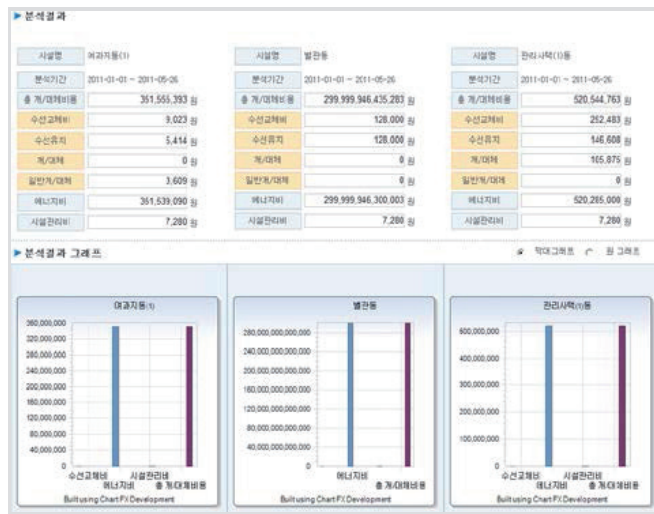 ▶ 분석결과
시설명 여과지동(1)
분석기간 2011-01-01 ~ 2011-05-26
총 개/대체비용 351,555,393 원
수선교체비 9,023 원
수선유지 5,414 원
개/대체 0 원
일반개/대체 3,609 원
에너지비 351,539,090 원
시설관리비 7,280 원
시설명 별관동
분석기간 2011-01-01 ~ 2011-05-26
총 개/대체비용 299,999,946,435,283 원
수선교체비 128,000 원
수선유지 128,000 원
개/대체 0 원
일반개/대체 0 원
에너지비 299,999,946,300,003 원
시설관리비 7,280 원
시설명 관리사택(1)동
분석기간 2011-01-01 ~ 2011-05-26
총 개/대체비용 520,544,763 원
수선교체비 252,483 원
수선유지 146,608 원
개/대체 105,875 원
일반개/대체 0 원
에너지비 520,285,000 원
시설관리비 7,280 원
▶ 분석결과 그래프
막대그래프 원 그래프
여과지동(1)
360,000,000
320,000,000
280,000,000
240,000,000
200,000,000
160,000,000
120,000,000
80,000,000
40,000,000
0
수선교체비 시설관리비
에너지비 총 개/대체비용
Built using Chart FX Development
별관동
280,000,000,000,000
240,000,000,000,000
200,000,000,000,000
160,000,000,000,000
120,000,000,000,000
80,000,000,000,000
40,000,000,000,000
0
에너지비
총 개/대체비용
Built using Chart FX Development
관리사택(1)동
500,000,000
400,000,000
300,000,000
200,000,000
100,000,000
0
수선교체비 시설관리비
에너지비 총 개/대체비용
Built using Chart FX Development